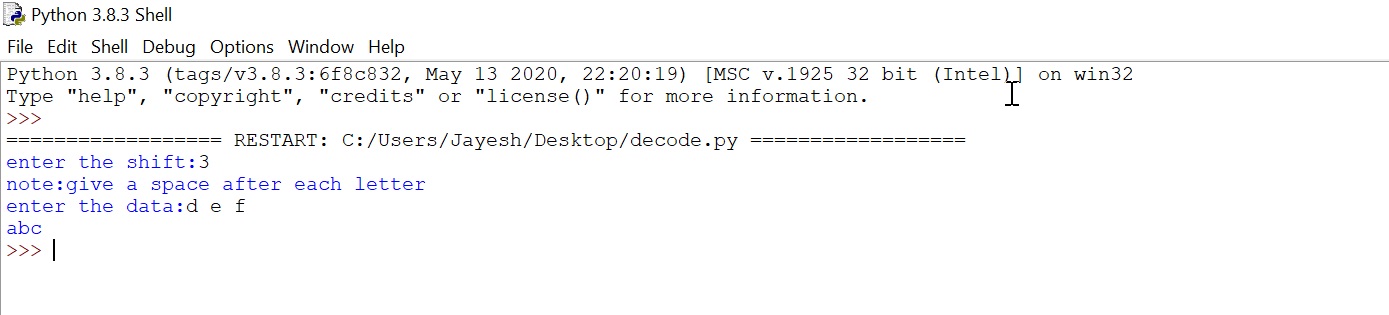 Python 3.8.3 Shell
File Edit Shell Debug Options Window Help
Python 3.8.3 (tags/v3.8.3:6f8c832, May 13 2020, 22:20:19) [MSC v.1925 32 bit (Intel)] on win32
Type "help", "copyright", "credits" or "license()" for more information.
>>>
================== RESTART: C:/Users/Jayesh/Desktop/decode.py ==================
enter the shift:3
note:give a space after each letter
enter the data:d e f
abc
>>>